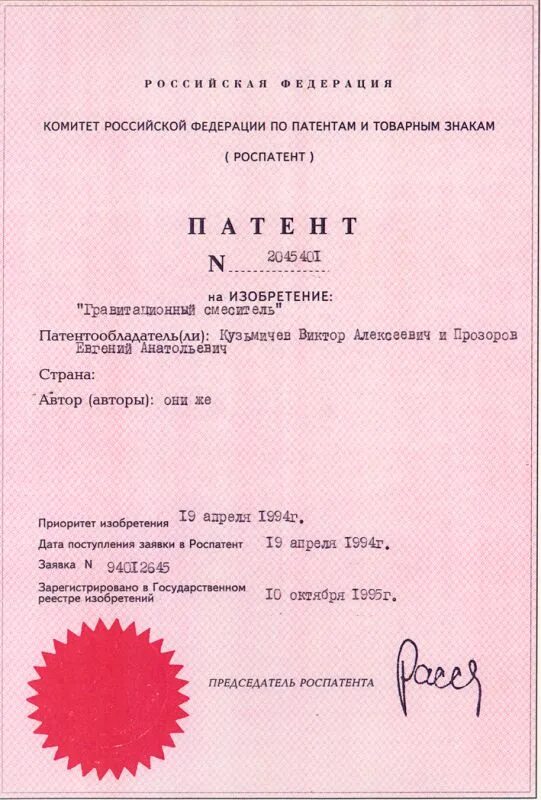 РОССИЙСКАЯ ФЕДЕРАЦИЯ
КОМИТЕТ РОССИЙСКОЙ ФЕДЕРАЦИИ ПО ПАТЕНТАМ И ТОВАРНЫМ ЗНАКАМ
( РОСПАТЕНТ )
ПАТЕНТ
N 2045401
на ИЗОБРЕТЕНИЕ:
"Гравитационный смеситель"
Патентообладатель(ли): Кузьмичев Виктор Алексеевич и Прозоров
Евгений Анатольевич
Страна:
Автор (авторы): они же
Приоритет изобретения 19 апреля 1994г.
Дата поступления заявки в Роспатент 19 апреля 1994г.
Заявка N 94012645
Зарегистрировано в Государственном
реестре изобретений 10 октября 1995г.
ПРЕДСЕДАТЕЛЬ РОСПАТЕНТА